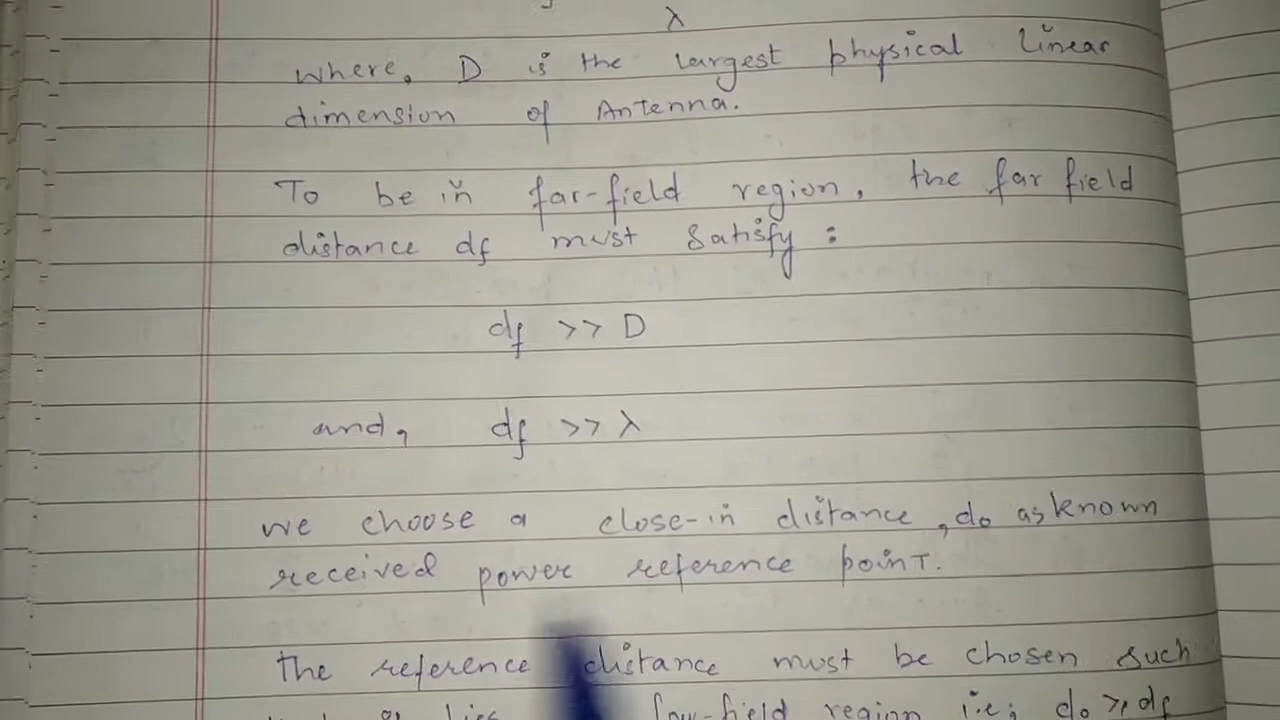 λ
where, D is the largest physical linear
dimension of Antenna.
To be in far-field region, the far field
distance df must satisfy :
df >> D
and, df >> λ
we choose a close-in distance, do as known
received power reference point.
The reference distance must be chosen such
lies far-field region i.e; do ≥ df